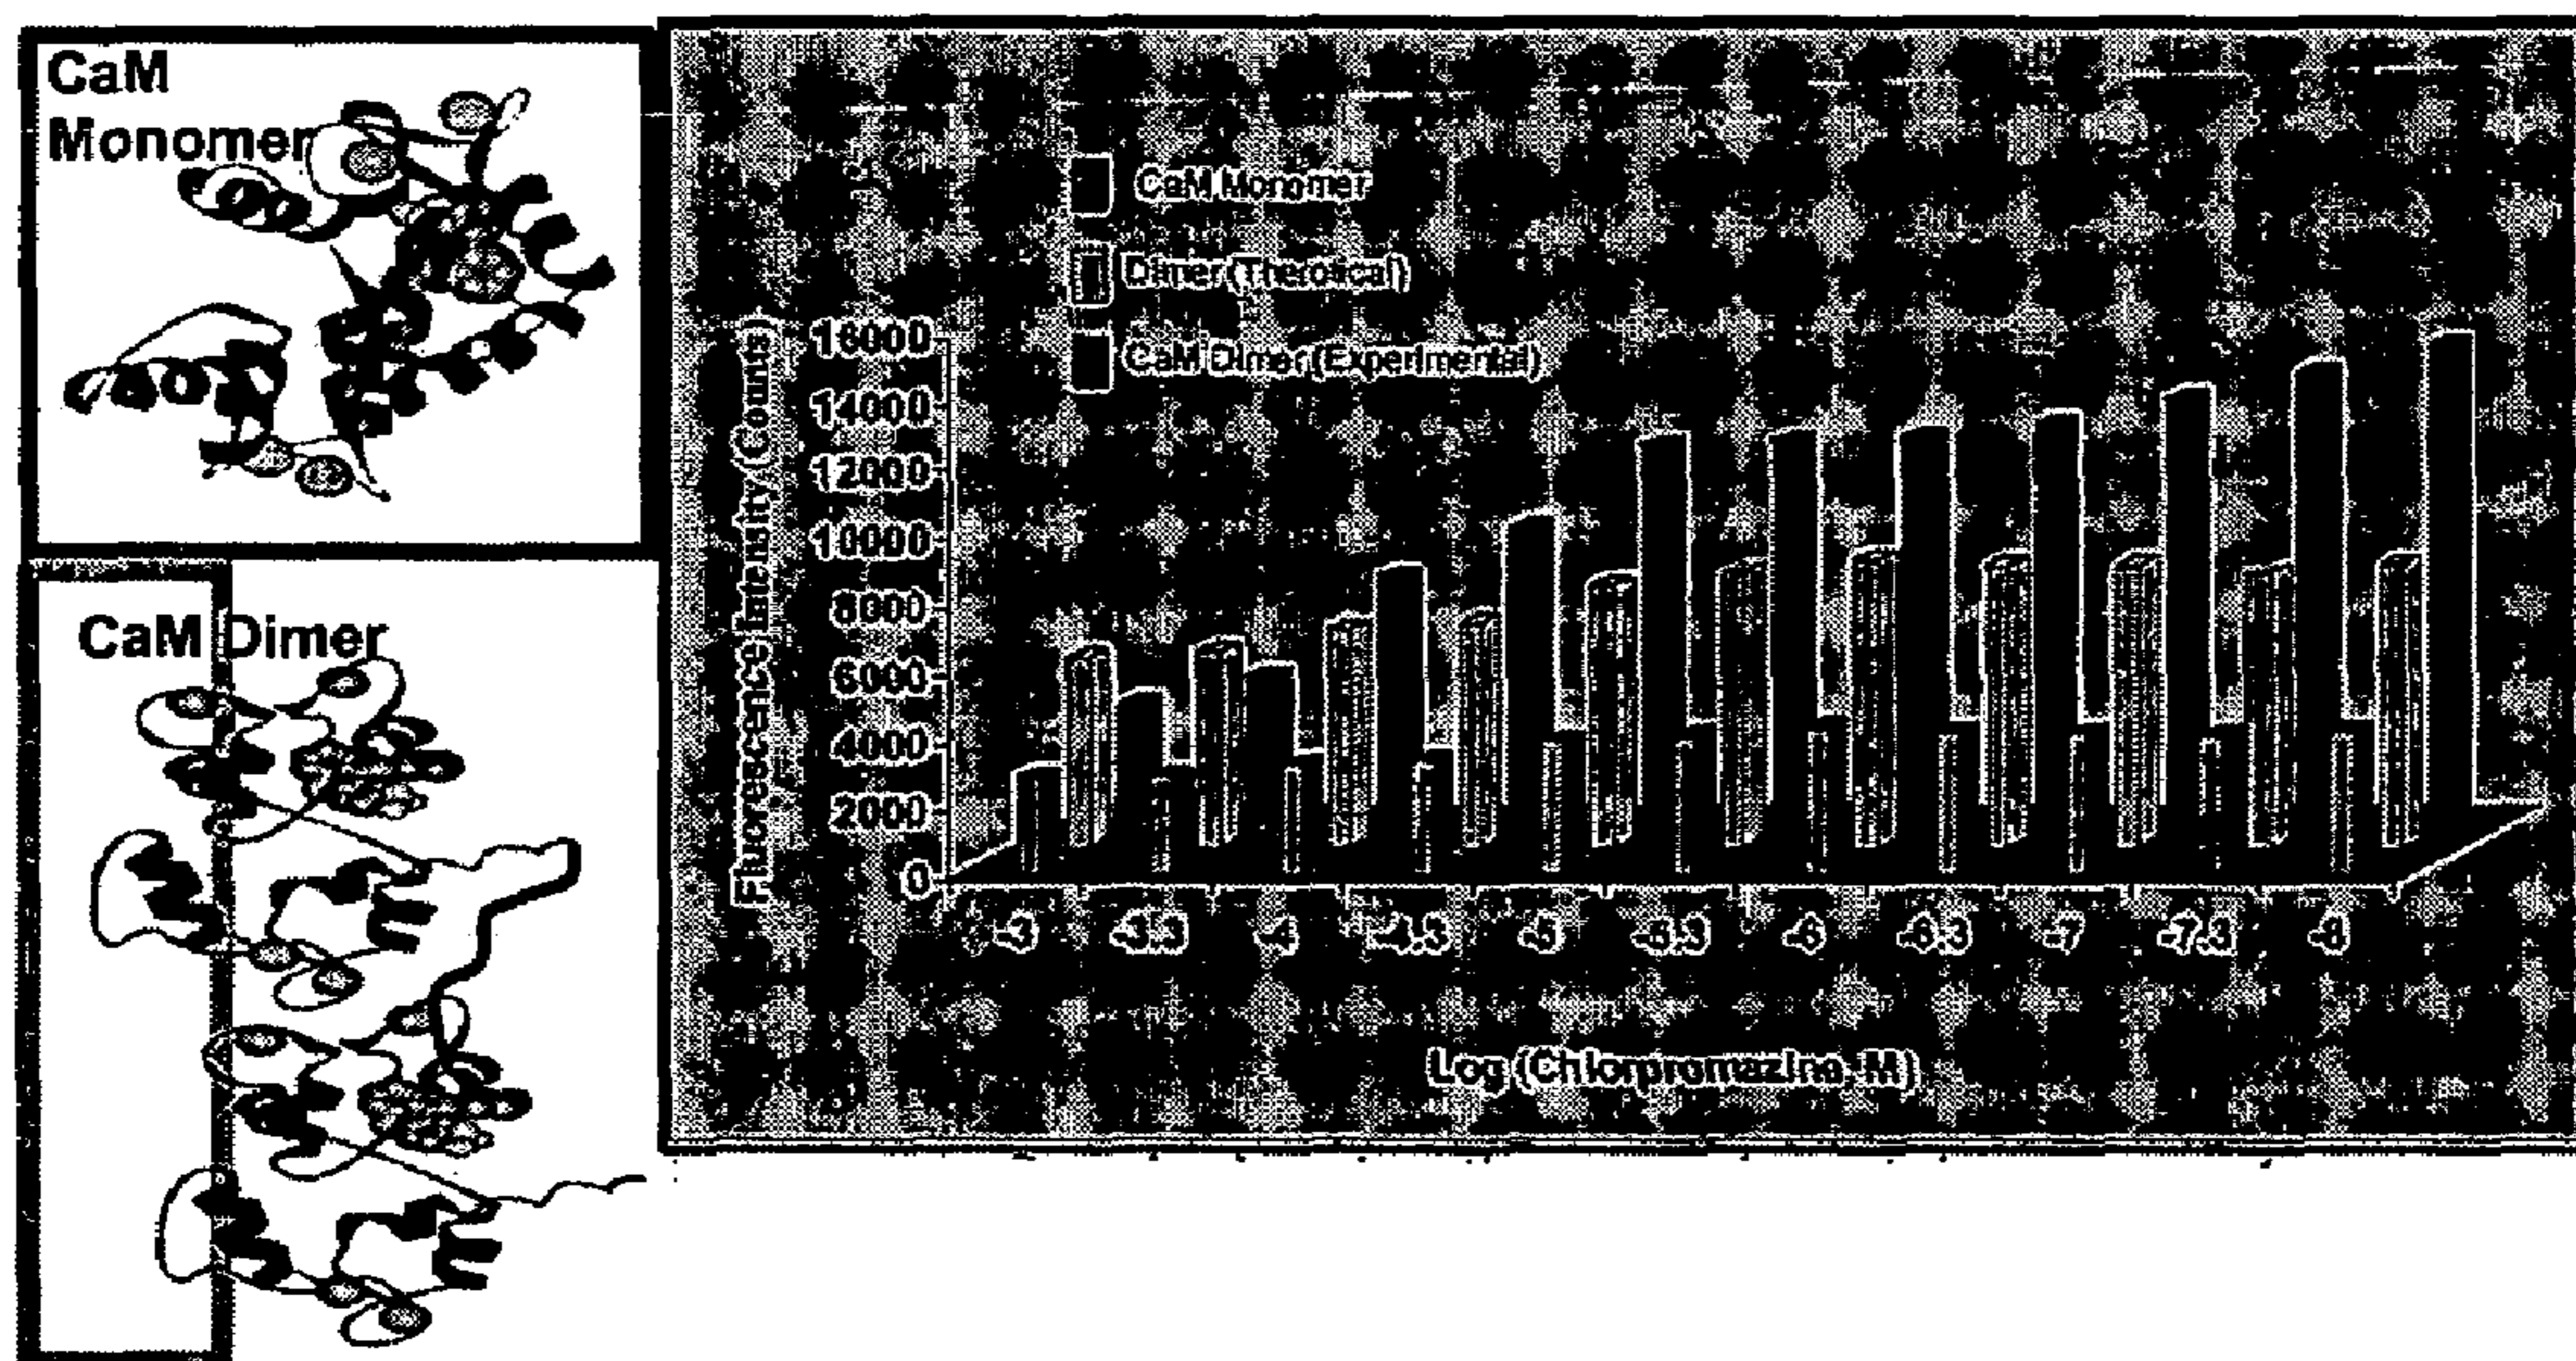 CaM
Monomer
CaM Dimer
CaM Monomer
Dimer (Theroical)
CaM Dimer (Experimental)
Fluorescence Intensity (Counts)
16000
14000
12000
10000
8000
6000
4000
2000
0
-3 -3.3 -4 -4.3 -5 -5.3 -6 -6.3 -7 -7.3 -8
Log (Chlorpromazine, M)